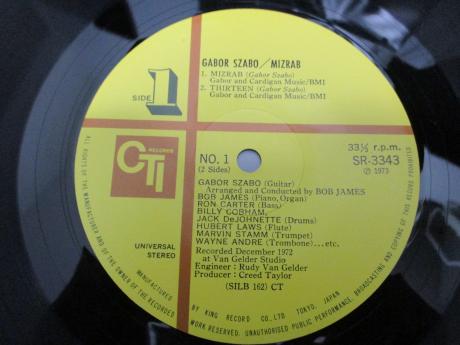 GABOR SZABO/MIZRAB
1. MIZRAB (Gabor Szabo)
Gabor and Cardigan Music/BMI
2. THIRTEEN (Gabor Szabo)
Gabor and Cardigan Music/BMI
SIDE 1
CTI RECORDS
NO. 1
(2 Sides)
33⅓ r.p.m.
SR-3343
Ⓟ 1973
GABOR SZABO (Guitar)
Arranged and Conducted by BOB JAMES
BOB JAMES (Piano, Organ)
RON CARTER (Bass)
BILLY COBHAM,
JACK DeJOHNETTE (Drums)
HUBERT LAWS (Flute)
MARVIN STAMM (Trumpet)
WAYNE ANDRE (Trombone)...etc.
Recorded December 1972
at Van Gelder Studio
Engineer : Rudy Van Gelder
Producer : Creed Taylor
(SILB 162) CT
UNIVERSAL
STEREO
ALL RIGHTS OF THE MANUFACTURER AND OF THE OWNER OF THE RECORDED WORK RESERVED. UNAUTHORISED PUBLIC PERFORMANCE, BROADCASTING AND COPYING OF THIS RECORD PROHIBITED
MFD. BY KING RECORD CO., LTD. TOKYO, JAPAN